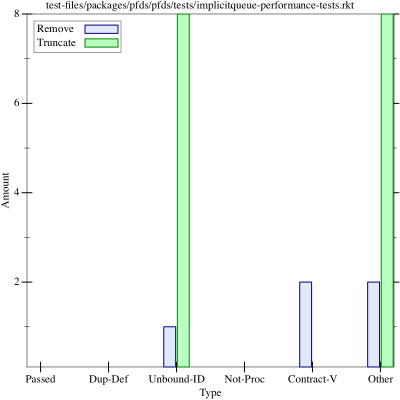 test-files/packages/pfds/pfds/tests/implicitqueue-performance-tests.rkt
Remove
Truncate
8
6
4
2
Amount
Passed Dup-Def Unbound-ID Not-Proc Contract-V Other
Type